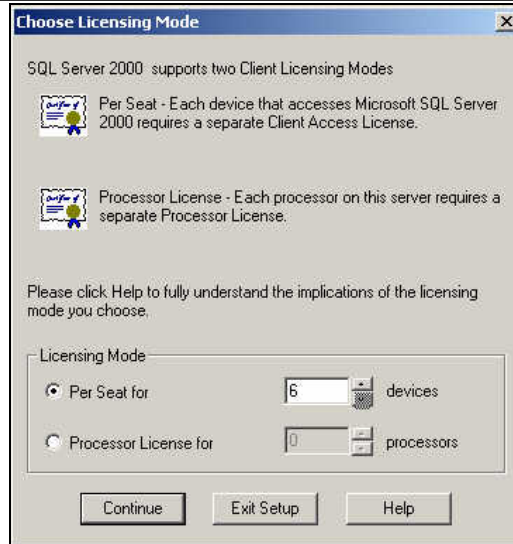 Choose Licensing Mode
SQL Server 2000 supports two Client Licensing Modes
Per Seat - Each device that accesses Microsoft SQL Server
2000 requires a separate Client Access License.
Processor License - Each processor on this server requires a
separate Processor License.
Please click Help to fully understand the implications of the licensing
mode you choose.
Licensing Mode
Per Seat for 6 devices
Processor License for 0 processors
Continue Exit Setup Help